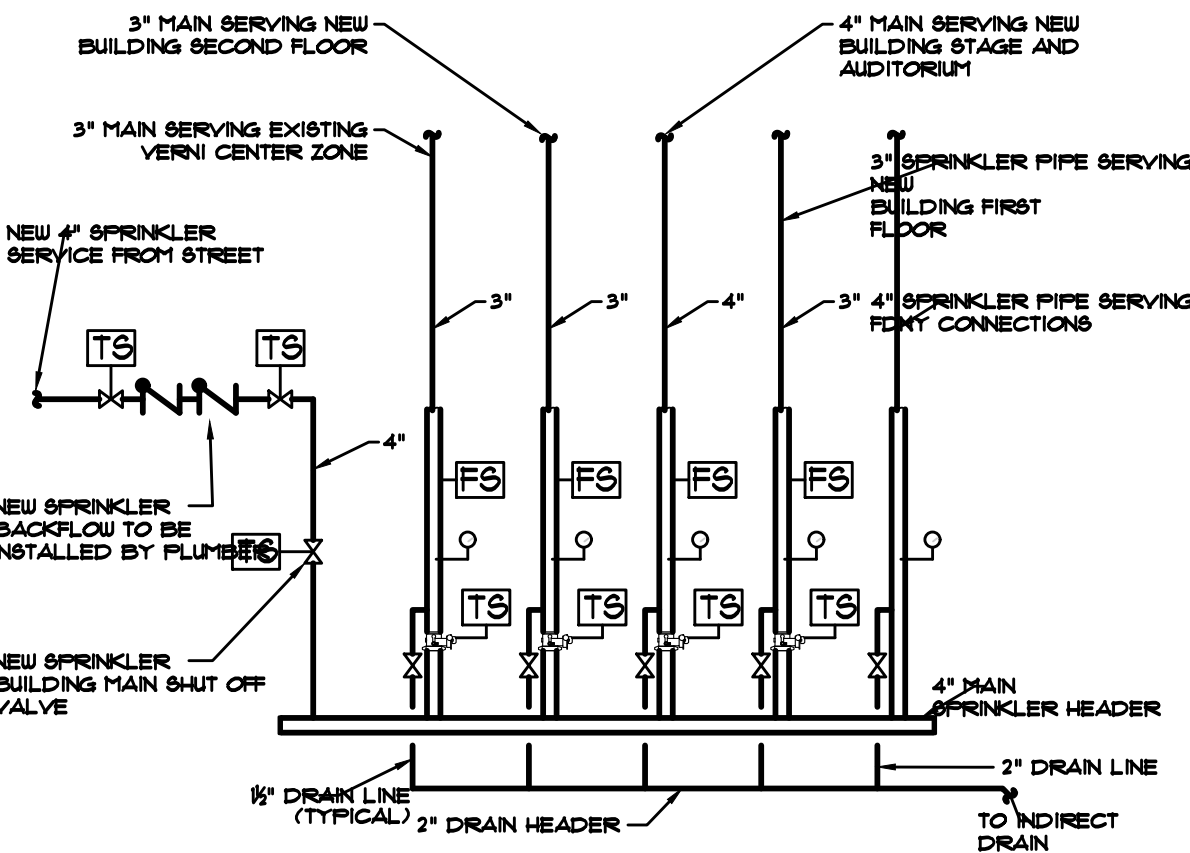 3" MAIN SERVING NEW
BUILDING SECOND FLOOR
4" MAIN SERVING NEW
BUILDING STAGE AND
AUDITORIUM
3" MAIN SERVING EXISTING
VERNI CENTER ZONE
3" SPRINKLER PIPE SERVING
NEW
BUILDING FIRST
FLOOR
NEW 4" SPRINKLER
SERVICE FROM STREET
3"
3"
4"
3"
4" SPRINKLER PIPE SERVING
FDNY CONNECTIONS
TS
TS
4"
FS
FS
FS
FS
NEW SPRINKLER
BACKFLOW TO BE
INSTALLED BY PLUMBER
TS
TS
TS
TS
TS
NEW SPRINKLER
BUILDING MAIN SHUT OFF
VALVE
4" MAIN
SPRINKLER HEADER
1½" DRAIN LINE
(TYPICAL)
2" DRAIN HEADER
2" DRAIN LINE
TO INDIRECT
DRAIN